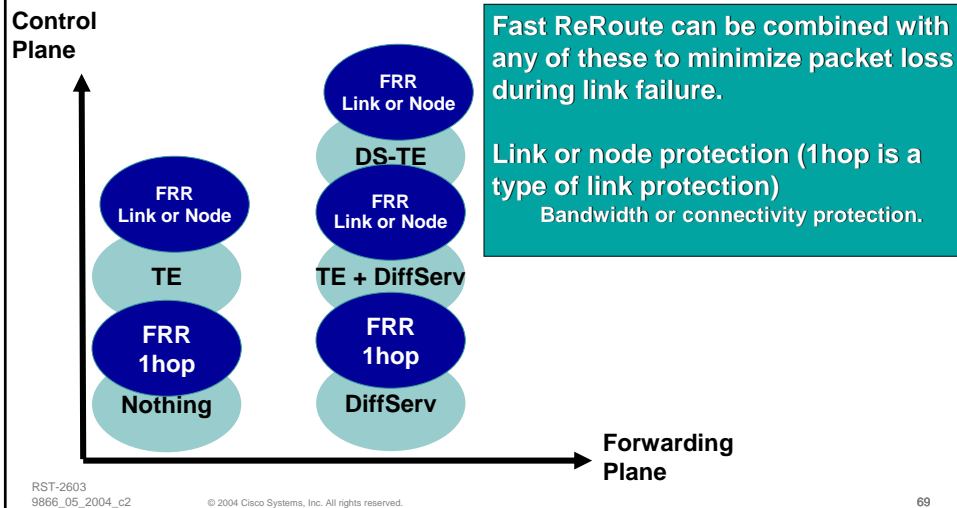 Control
Plane
Fast ReRoute can be combined with
any of these to minimize packet loss
during link failure.
Link or node protection (1hop is a
type of link protection)
Bandwidth or connectivity protection.
FRR
Link or Node
DS-TE
FRR
Link or Node
FRR
Link or Node
TE
TE + DiffServ
FRR
1hop
FRR
1hop
Nothing
DiffServ
Forwarding
Plane
RST-2603
9866_05_2004_c2
© 2004 Cisco Systems, Inc. All rights reserved.
69